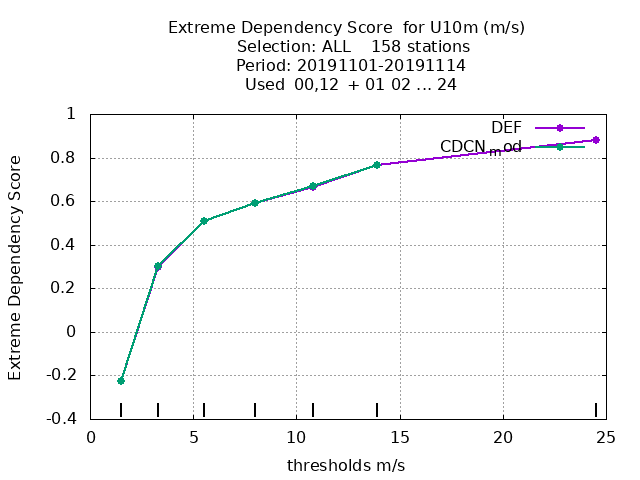 Extreme Dependency Score for U10m (m/s)
Selection: ALL 158 stations
Period: 20191101-20191114
Used 00,12 + 01 02 ... 24
Extreme Dependency Score
1
0.8
0.6
0.4
0.2
0
-0.2
-0.4
DEF
CDCN_mod
0 5 10 15 20 25
thresholds m/s